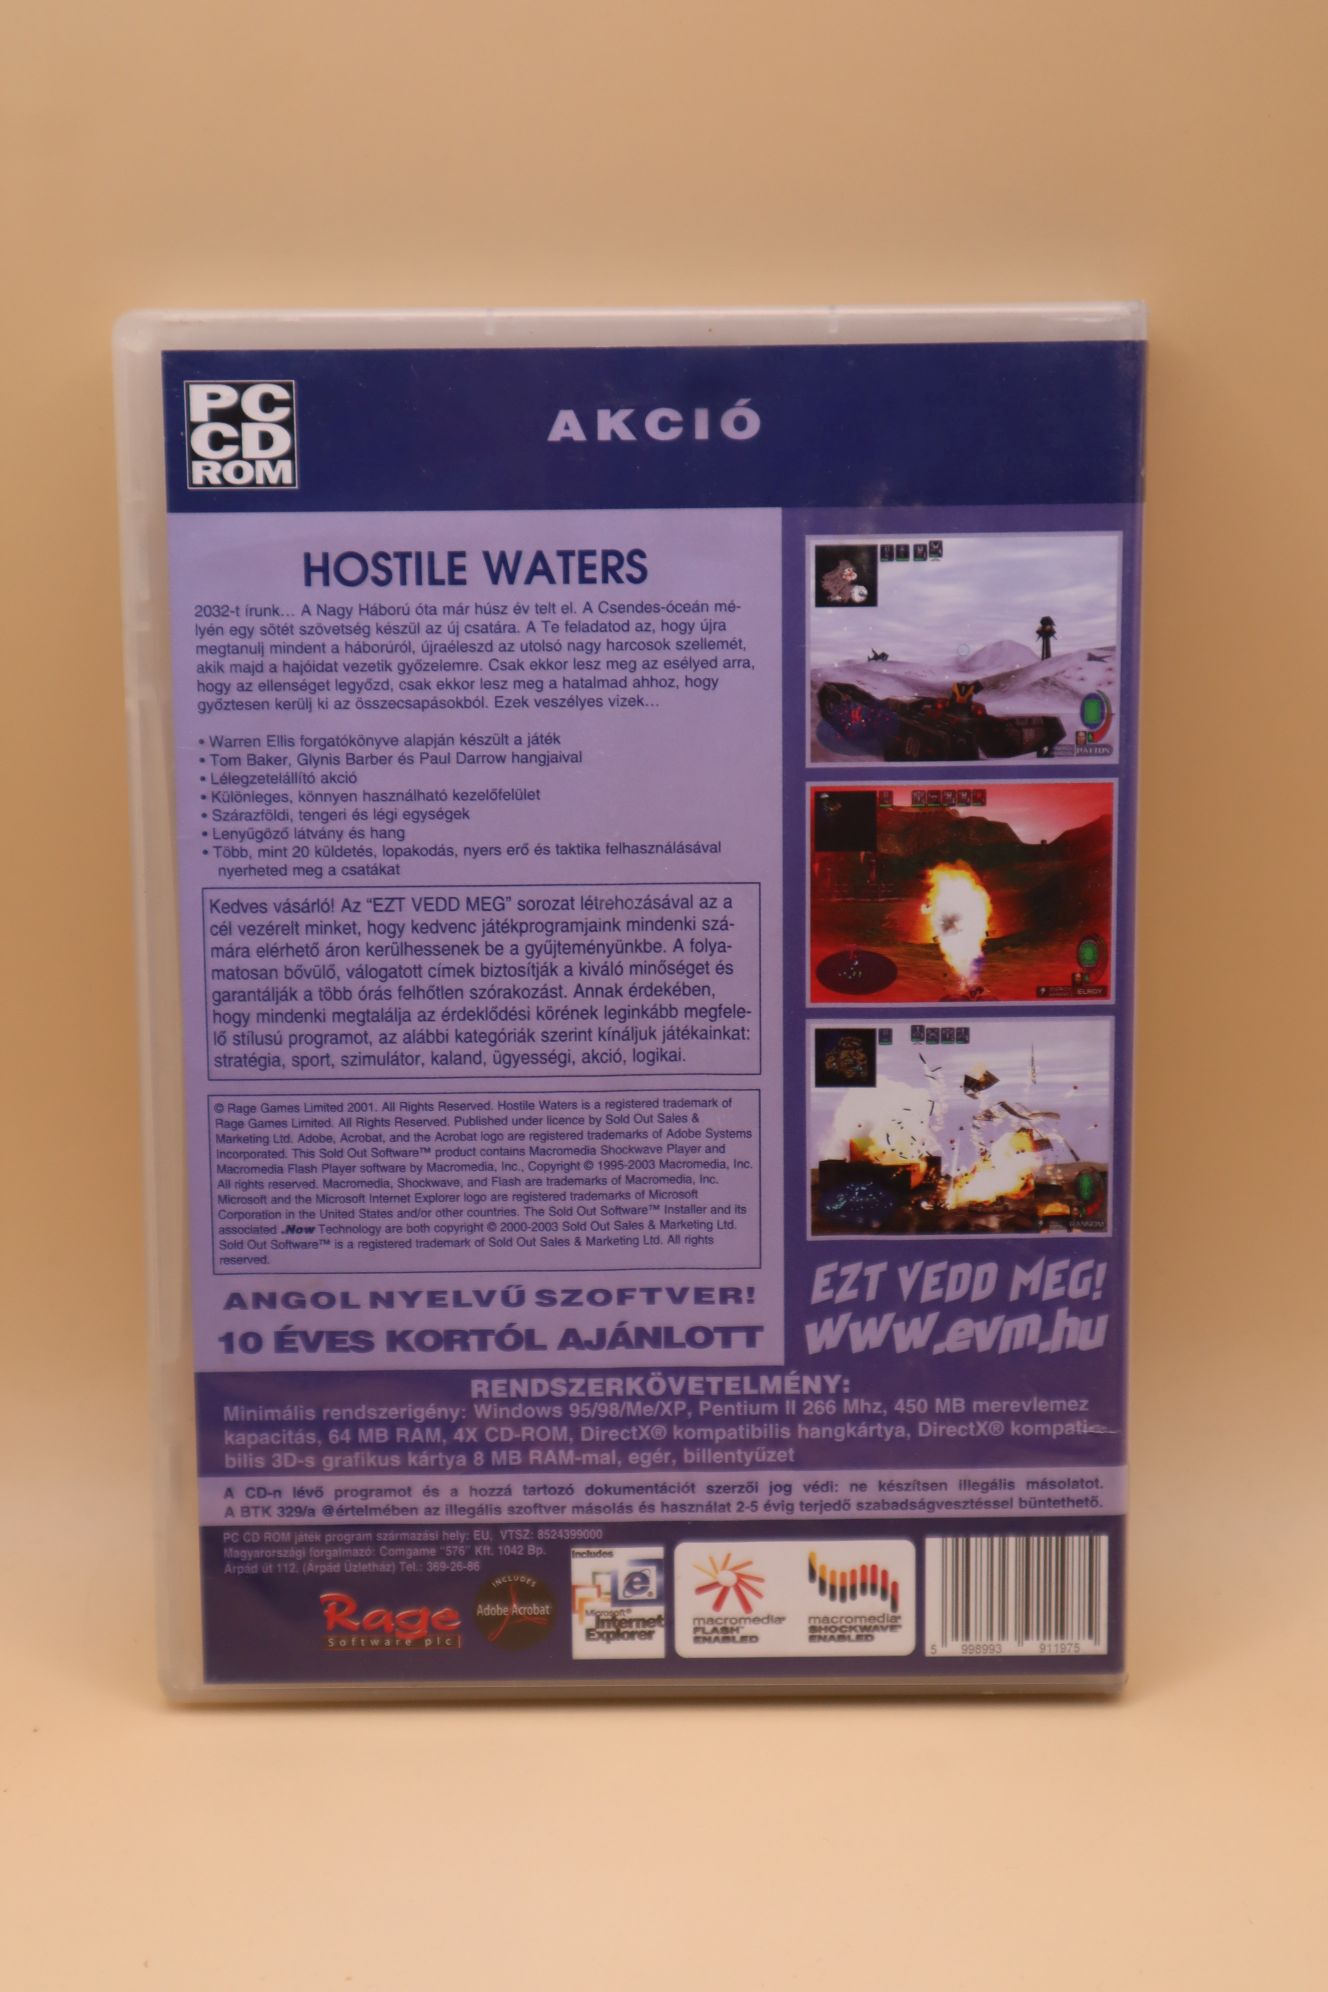 PC
CD
ROM
AKCIÓ
HOSTILE WATERS
2032-t írunk... A Nagy Háború óta már húsz év telt el. A Csendes-óceán mé-
lyén egy sötét szövetség készül az új csatára. A Te feladatod az, hogy újra
megtanulj mindent a háborúról, újraéleszd az utolsó nagy harcosok szellemét,
akik majd a hajóidat vezetik győzelemre. Csak ekkor lesz meg az esélyed arra,
hogy az ellenséget legyőzd, csak ekkor lesz meg a hatalmad ahhoz, hogy
győztesen kerülj ki az összecsapásokból. Ezek veszélyes vizek...
• Warren Ellis forgatókönyve alapján készült a játék
• Tom Baker, Glynis Barber és Paul Darrow hangjaival
• Lélegzetelállító akció
• Különleges, könnyen használható kezelőfelület
• Szárazföldi, tengeri és légi egységek
• Lenyűgöző látvány és hang
• Több, mint 20 küldetés, lopakodás, nyers erő és taktika felhasználásával
nyerheted meg a csatákat
Kedves vásárló! Az "EZT VEDD MEG" sorozat létrehozásával az a
cél vezérelt minket, hogy kedvenc játékprogramjaink mindenki szá-
mára elérhető áron kerülhessenek be a gyűjteményünkbe. A folya-
matosan bővülő, válogatott címek biztosítják a kiváló minőséget és
garantálják a több órás felhőtlen szórakozást. Annak érdekében,
hogy mindenki megtalálja az érdeklődési körének leginkább megfele-
lő stílusú programot, az alábbi kategóriák szerint kínáljuk játékainkat:
stratégia, sport, szimulátor, kaland, ügyességi, akció, logikai.
© Rage Games Limited 2001. All Rights Reserved. Hostile Waters is a registered trademark of
Rage Games Limited. All Rights Reserved. Published under licence by Sold Out Sales &
Marketing Ltd. Adobe, Acrobat, and the Acrobat logo are registered trademarks of Adobe Systems
Incorporated. This Sold Out Software™ product contains Macromedia Shockwave Player and
Macromedia Flash Player software by Macromedia, Inc., Copyright © 1995-2003 Macromedia, Inc.
All rights reserved. Macromedia, Shockwave, and Flash are trademarks of Macromedia, Inc.
Microsoft and the Microsoft Internet Explorer logo are registered trademarks of Microsoft
Corporation in the United States and/or other countries. The Sold Out Software™ Installer and its
associated .Now Technology are both copyright © 2000-2003 Sold Out Sales & Marketing Ltd.
Sold Out Software™ is a registered trademark of Sold Out Sales & Marketing Ltd. All rights
reserved.
ANGOL NYELVŰ SZOFTVER!
10 ÉVES KORTÓL AJÁNLOTT
PATTON
ELROY
RANSOM
EZT VEDD MEG!
www.evm.hu
RENDSZERKÖVETELMÉNY:
Minimális rendszerigény: Windows 95/98/Me/XP, Pentium II 266 Mhz, 450 MB merevlemez
kapacitás, 64 MB RAM, 4X CD-ROM, DirectX® kompatibilis hangkártya, DirectX® kompati-
bilis 3D-s grafikus kártya 8 MB RAM-mal, egér, billentyűzet
A CD-n lévő programot és a hozzá tartozó dokumentációt szerzői jog védi: ne készítsen illegális másolatot.
A BTK 329/a @értelmében az illegális szoftver másolás és használat 2-5 évig terjedő szabadságvesztéssel büntethető.
PC CD ROM játék program származási hely: EU, VTSZ: 8524399000
Magyarországi forgalmazó: Comgame "576" Kft. 1042 Bp.
Árpád út 112. (Árpád Üzletház) Tel.: 369-26-86
Rage
Software plc
INCLUDES
Adobe Acrobat
Includes
Microsoft®
Internet
Explorer
macromedia®
FLASH™
ENABLED
macromedia®
SHOCKWAVE®
ENABLED
5 998993 911975